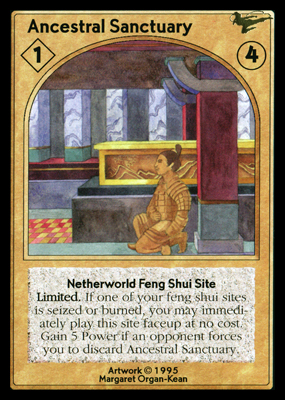 Ancestral Sanctuary
1
4
Netherworld Feng Shui Site
Limited. If one of your feng shui sites
is seized or burned, you may immedi-
ately play this site faceup at no cost.
Gain 5 Power if an opponent forces
you to discard Ancestral Sanctuary.
Artwork © 1995
Margaret Organ-Kean